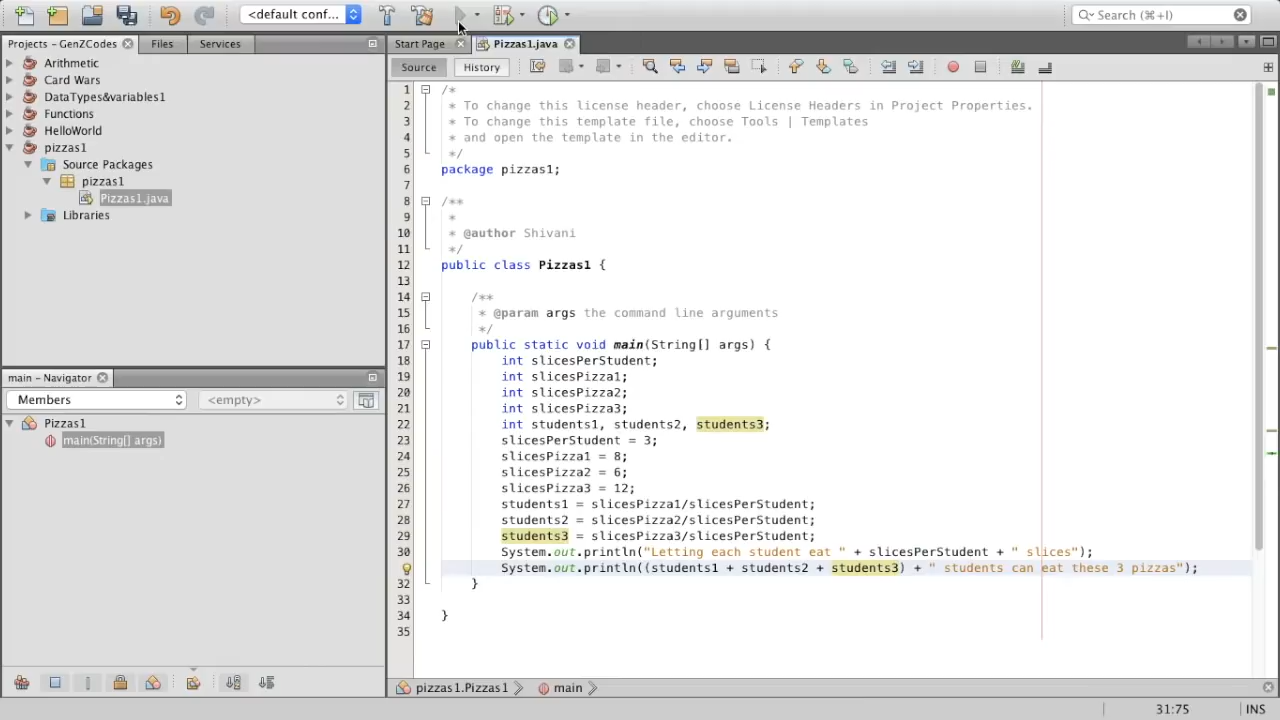 <default conf...
Search (⌘+I)
Projects – GenZCodes
Files
Services
Start Page
Pizzas1.java
Arithmetic
Card Wars
DataTypes&variables1
Functions
HelloWorld
pizzas1
Source Packages
pizzas1
Pizzas1.java
Libraries
main – Navigator
Members
<empty>
Pizzas1
main(String[] args)
Source
History
1 /*
2 * To change this license header, choose License Headers in Project Properties.
3 * To change this template file, choose Tools | Templates
4 * and open the template in the editor.
5 */
6 package pizzas1;
7
8 /**
9 *
10 * @author Shivani
11 */
12 public class Pizzas1 {
13
14 /**
15 * @param args the command line arguments
16 */
17 public static void main(String[] args) {
18 int slicesPerStudent;
19 int slicesPizza1;
20 int slicesPizza2;
21 int slicesPizza3;
22 int students1, students2, students3;
23 slicesPerStudent = 3;
24 slicesPizza1 = 8;
25 slicesPizza2 = 6;
26 slicesPizza3 = 12;
27 students1 = slicesPizza1/slicesPerStudent;
28 students2 = slicesPizza2/slicesPerStudent;
29 students3 = slicesPizza3/slicesPerStudent;
30 System.out.println("Letting each student eat " + slicesPerStudent + " slices");
System.out.println((students1 + students2 + students3) + " students can eat these 3 pizzas");
32 }
33
34 }
35
pizzas1.Pizzas1
main
31:75
INS